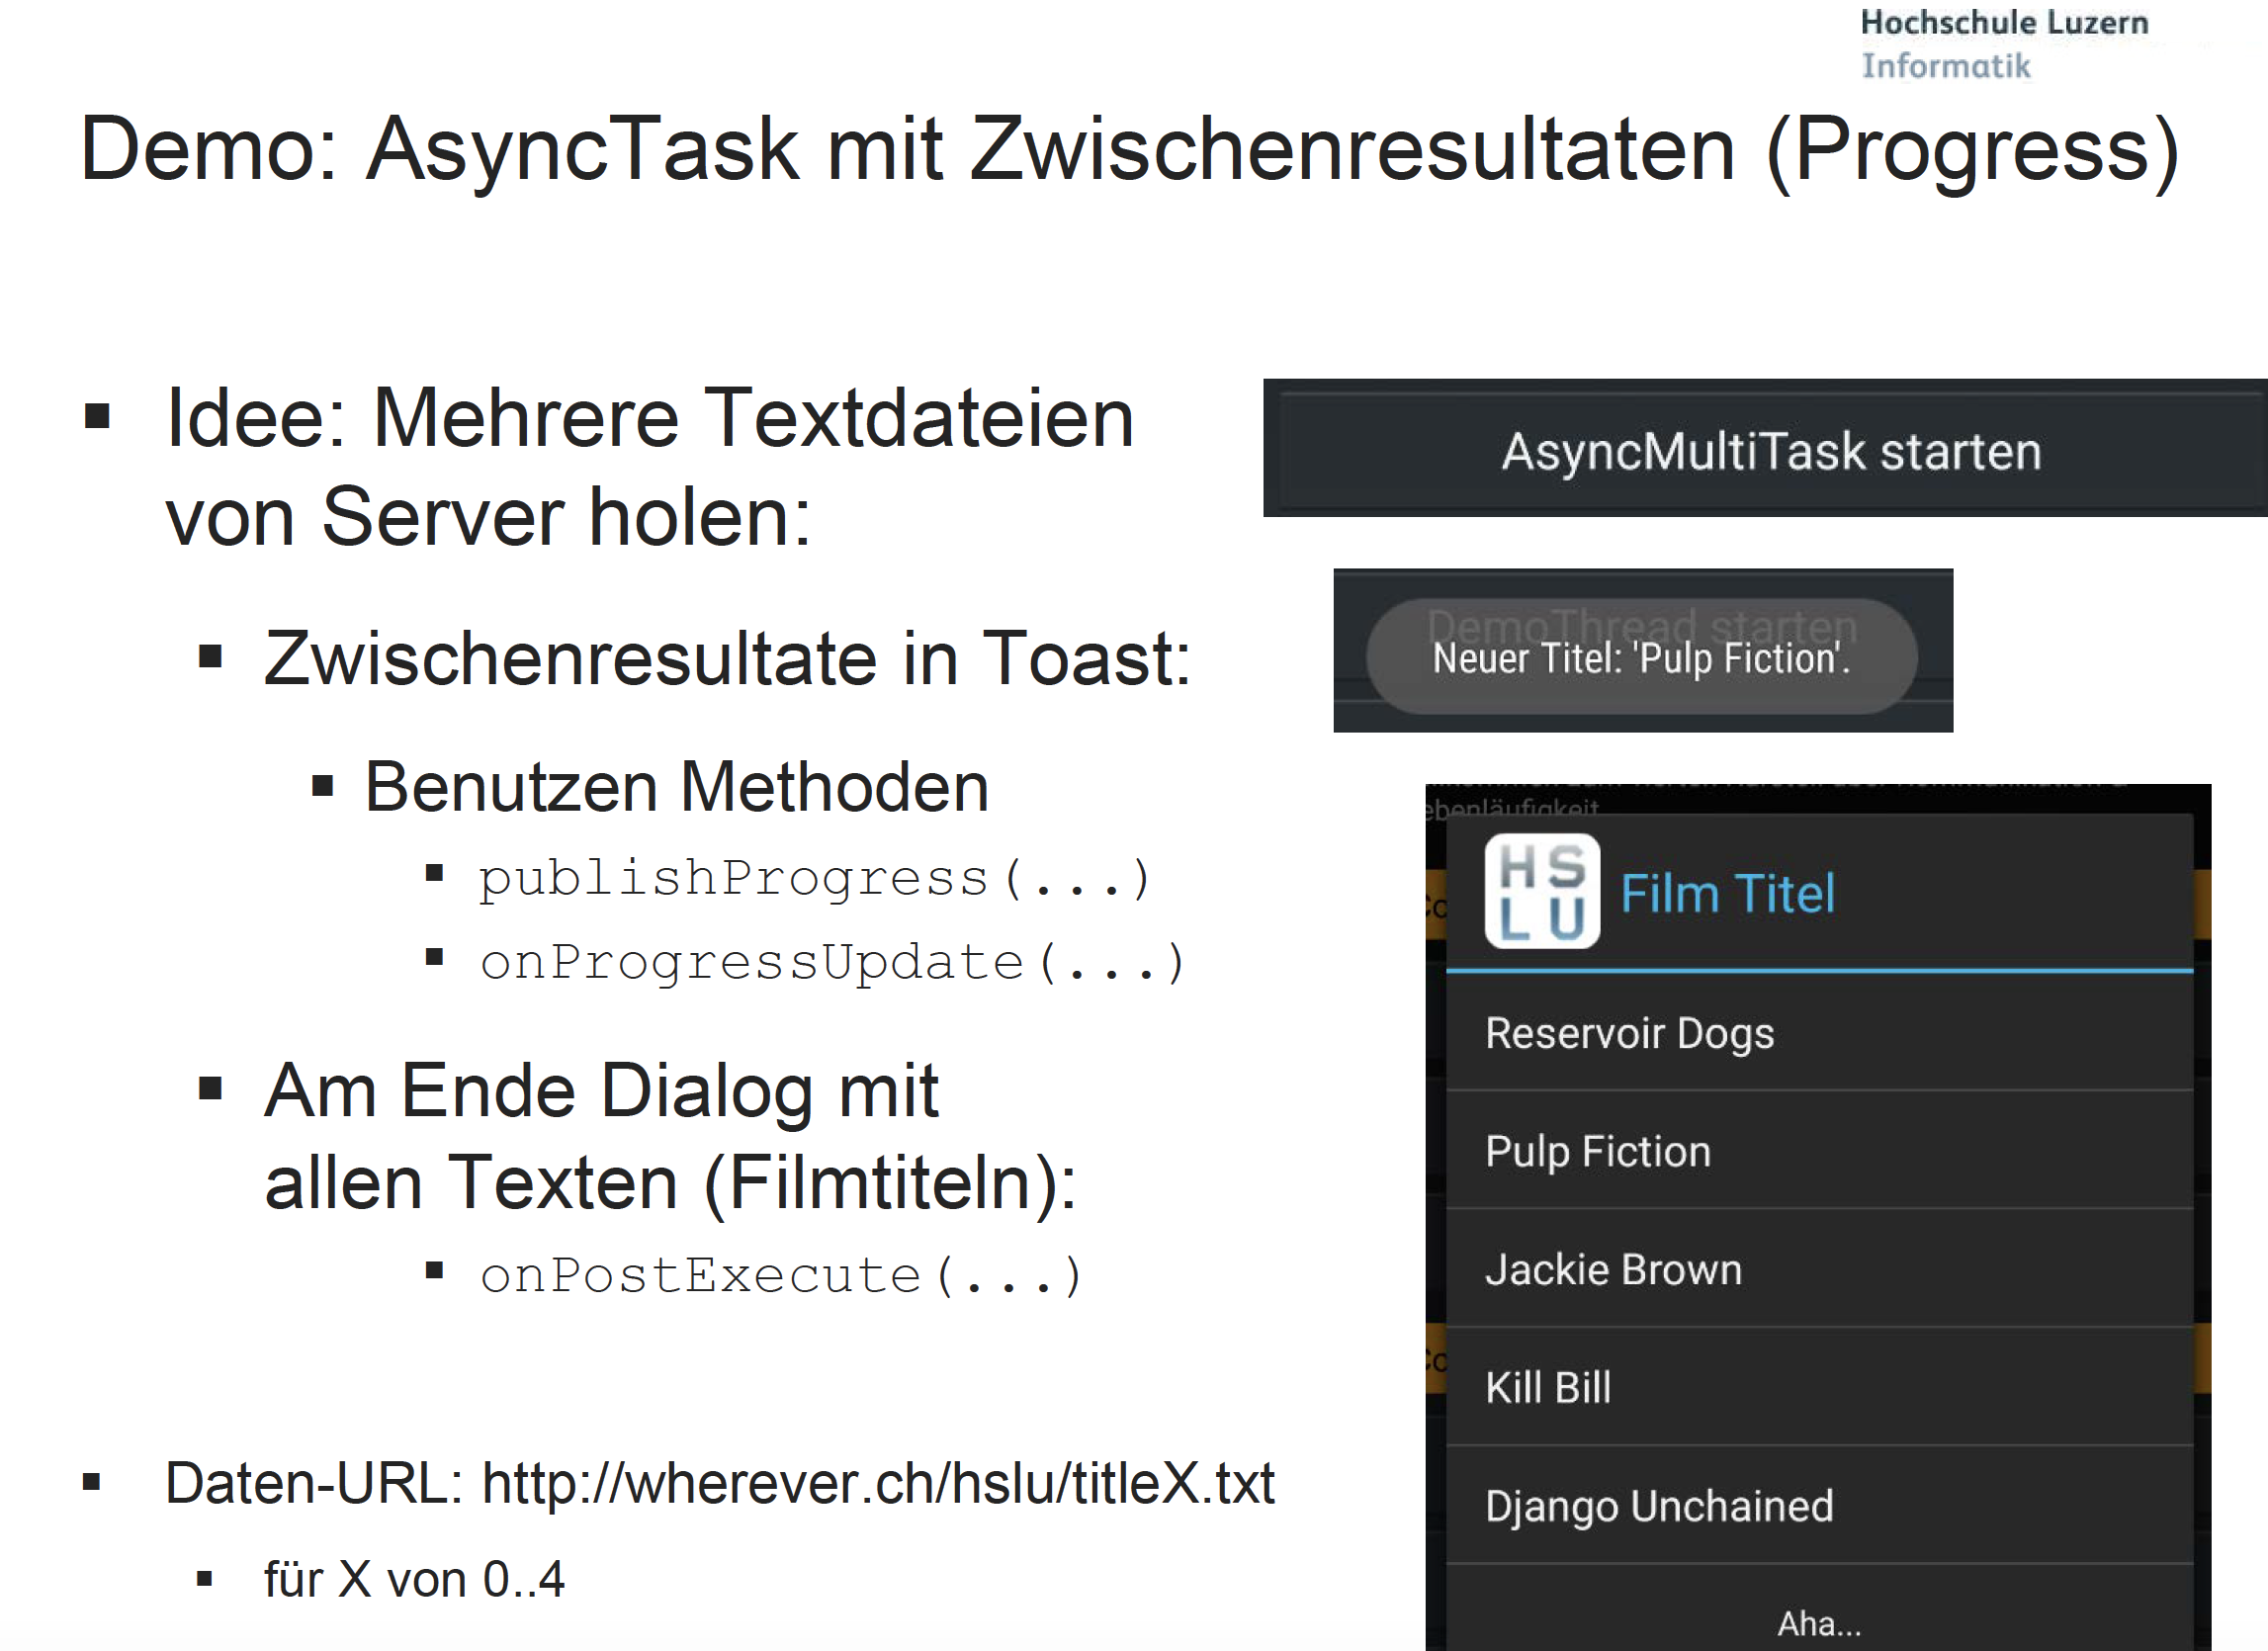 Hochschule Luzern
Informatik
Demo: AsyncTask mit Zwischenresultaten (Progress)
▪ Idee: Mehrere Textdateien
von Server holen:
▪ Zwischenresultate in Toast:
▪ Benutzen Methoden
▪ publishProgress(...)
▪ onProgressUpdate(...)
▪ Am Ende Dialog mit
allen Texten (Filmtiteln):
▪ onPostExecute(...)
▪ Daten-URL: http://wherever.ch/hslu/titleX.txt
▪ für X von 0..4
AsyncMultiTask starten
DemoThread starten
Neuer Titel: 'Pulp Fiction'.
ebenläufigkeit
HS
LU
Film Titel
Reservoir Dogs
Pulp Fiction
Jackie Brown
Kill Bill
Django Unchained
Aha...